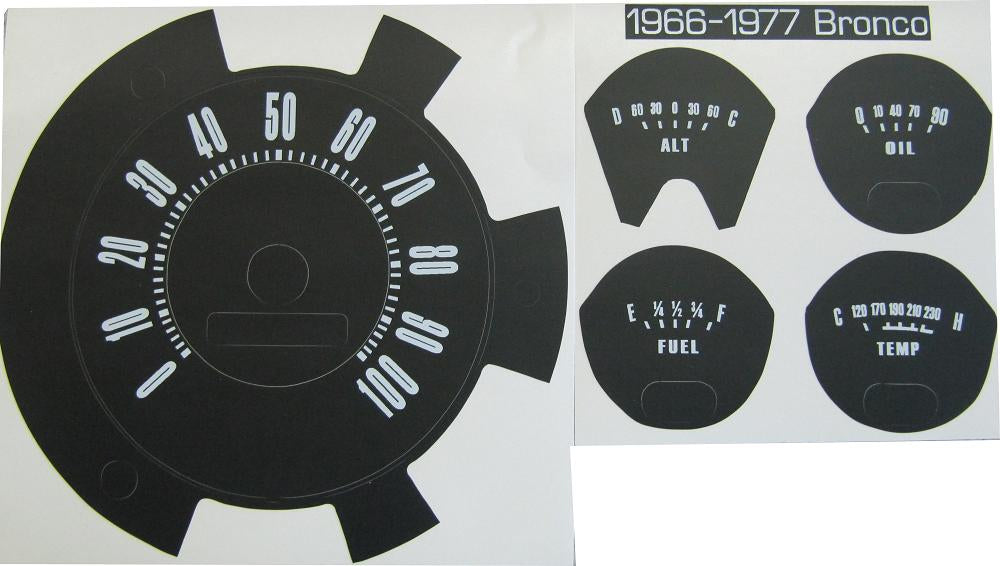 1966-1977 Bronco
0 10 20 30 40 50 60 70 80 90 100
D 60 30 0 30 60 C
ALT
0 10 40 70 90
OIL
E ¼ ½ ¾ F
FUEL
C 120 170 190 210 230 H
TEMP